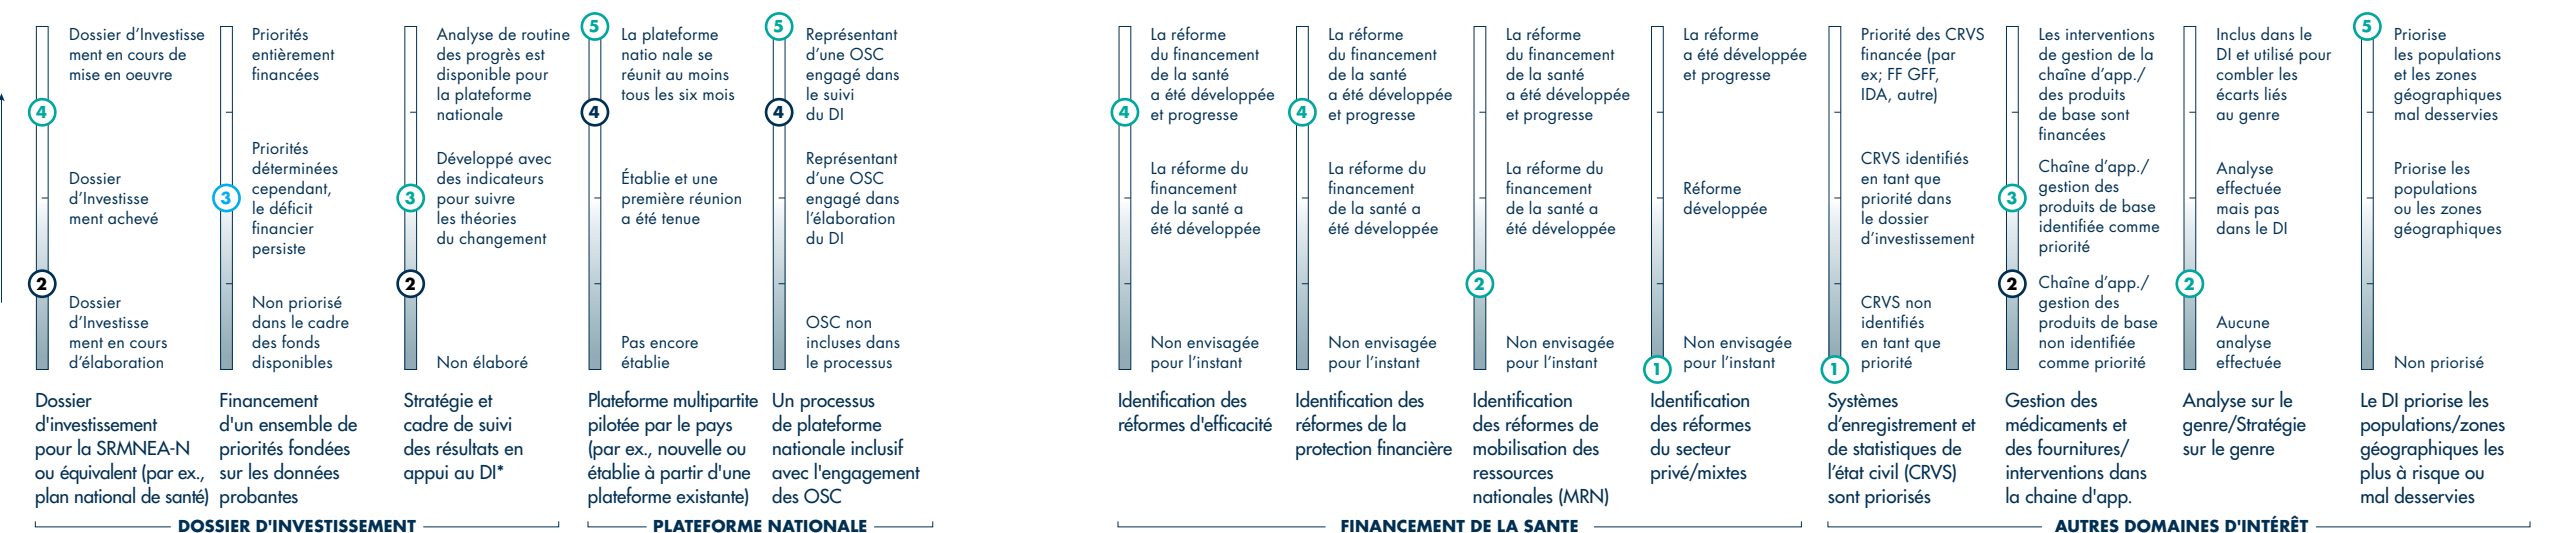 Dossier d’Investisse
ment en cours de
mise en oeuvre
4
Dossier
d’Investisse
ment achevé
2
Dossier
d’Investisse
ment en cours
d’élaboration
Dossier
d'investissement
pour la SRMNEA-N
ou équivalent (par ex.,
plan national de santé)
Priorités
entièrement
financées
Priorités
déterminées
cependant,
le déficit
financier
persiste
3
Non priorisé
dans le cadre
des fonds
disponibles
Financement
d'un ensemble de
priorités fondées
sur les données
probantes
Analyse de routine
des progrès est
disponible pour
la plateforme
nationale
Développé avec
des indicateurs
pour suivre
les théories
du changement
3
2
Non élaboré
Stratégie et
cadre de suivi
des résultats en
appui au DI*
DOSSIER D'INVESTISSEMENT
5
La plateforme
natio nale se
réunit au moins
tous les six mois
4
Établie et une
première réunion
a été tenue
Pas encore
établie
Plateforme multipartite
pilotée par le pays
(par ex., nouvelle ou
établie à partir d'une
plateforme existante)
5
Représentant
d’une OSC
engagé dans
le suivi
du DI
4
Représentant
d’une OSC
engagé dans
l’élaboration
du DI
OSC non
incluses dans
le processus
Un processus
de plateforme
nationale inclusif
avec l'engagement
des OSC
PLATEFORME NATIONALE
La réforme
du financement
de la santé
a été développée
et progresse
4
La réforme du
financement
de la santé a
été développée
Non envisagée
pour l’instant
Identification des
réformes d'efficacité
La réforme
du financement
de la santé
a été développée
et progresse
4
La réforme du
financement
de la santé a
été développée
Non envisagée
pour l’instant
Identification des
réformes de la
protection financière
La réforme
du financement
de la santé
a été développée
et progresse
La réforme du
financement
de la santé a
été développée
2
Non envisagée
pour l’instant
Identification
des réformes de
mobilisation des
ressources
nationales (MRN)
La réforme
a été développée
et progresse
Réforme
développée
Non envisagée
pour l’instant
1
Identification
des réformes
du secteur
privé/mixtes
FINANCEMENT DE LA SANTE
Priorité des CRVS
financée (par
ex; FF GFF,
IDA, autre)
CRVS identifiés
en tant que
priorité dans
le dossier
d’investissement
CRVS non
identifiés
en tant que
priorité
1
Systèmes
d’enregistrement et
de statistiques de
l’état civil (CRVS)
sont priorisés
Les interventions
de gestion de la
chaîne d’app./
des produits
de base sont
financées
Chaîne d’app./
gestion des
produits de base
identifiée comme
priorité
3
2
Chaîne d’app./
gestion des
produits de base
non identifiée
comme priorité
Gestion des
médicaments et
des fournitures/
interventions dans
la chaine d'app.
Inclus dans le
DI et utilisé pour
combler les
écarts liés
au genre
Analyse
effectuée
mais pas
dans le DI
2
Aucune
analyse
effectuée
Analyse sur le
genre/Stratégie
sur le genre
5
Priorise
les populations
et les zones
géographiques
mal desservies
Priorise les
populations
ou les zones
géographiques
Non priorisé
Le DI priorise les
populations/zones
géographiques les
plus à risque ou
mal desservies
AUTRES DOMAINES D'INTÉRÊT